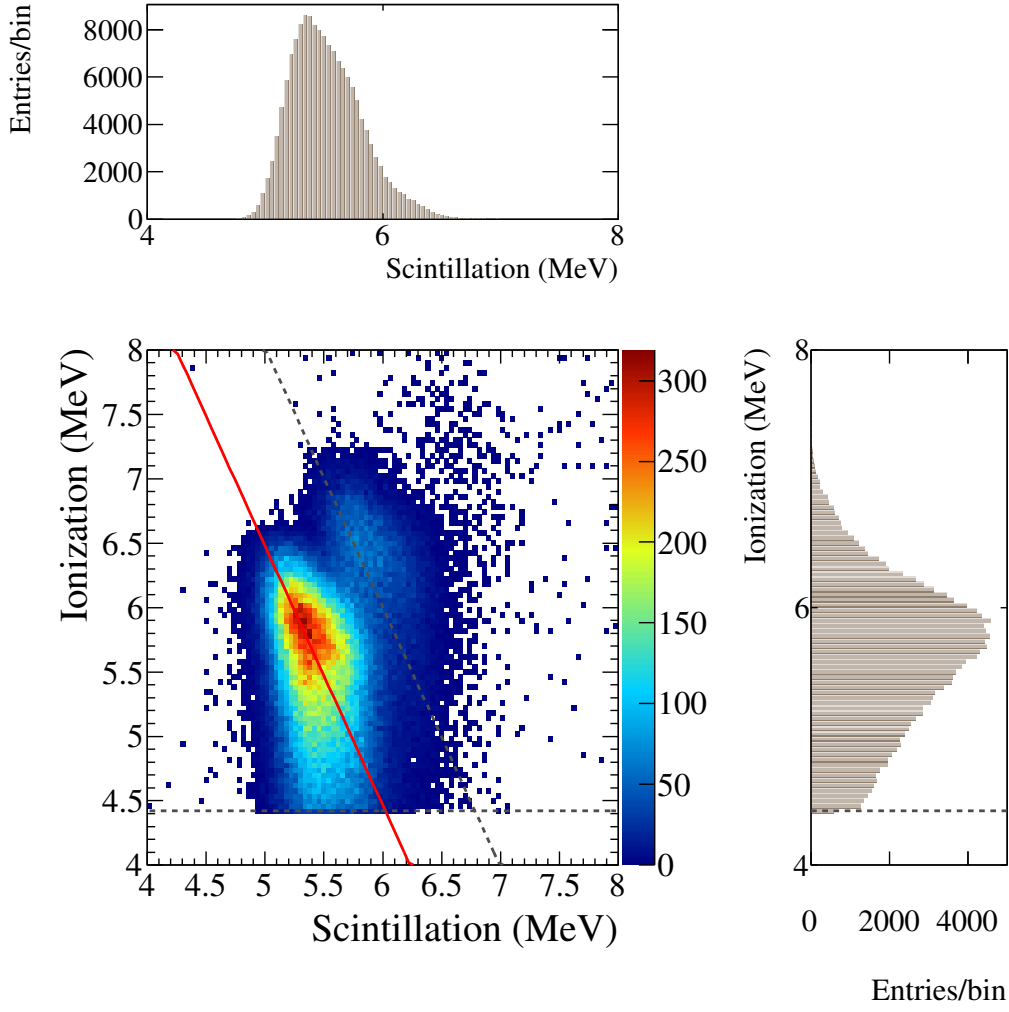 Entries/bin
8000
6000
4000
2000
0
4 6 8
Scintillation (MeV)
Ionization (MeV)
8
7.5
7
6.5
6
5.5
5
4.5
4
4 4.5 5 5.5 6 6.5 7 7.5 8
Scintillation (MeV)
300
250
200
150
100
50
0
Ionization (MeV)
8
6
4
0 2000 4000
Entries/bin